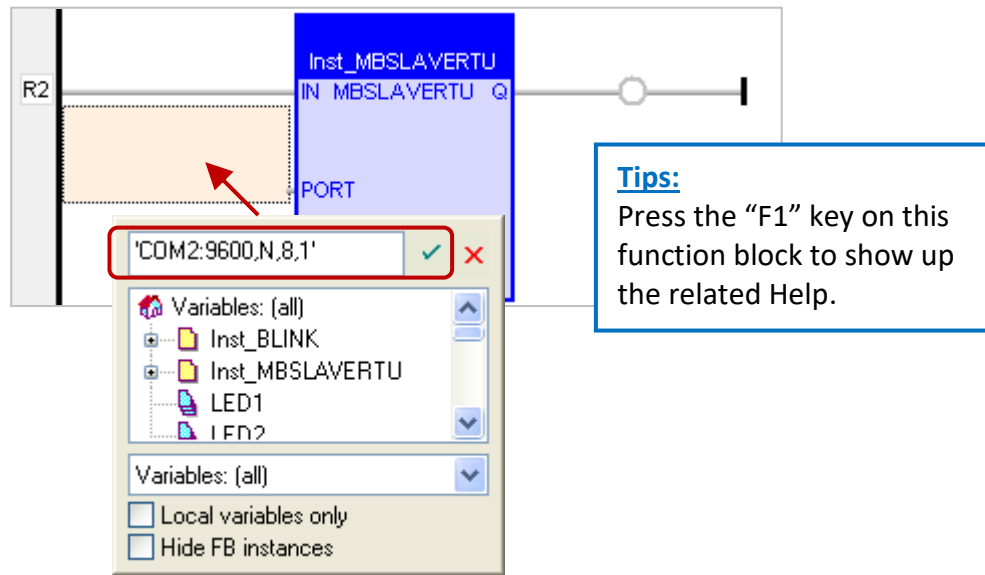 Inst_MBSLAVERTU
R2
IN MBSLAVERTU Q
PORT
Tips:
Press the “F1” key on this
function block to show up
the related Help.
'COM2:9600,N,8,1'
Variables: (all)
Inst_BLINK
Inst_MBSLAVERTU
LED1
LED2
Variables: (all)
Local variables only
Hide FB instances